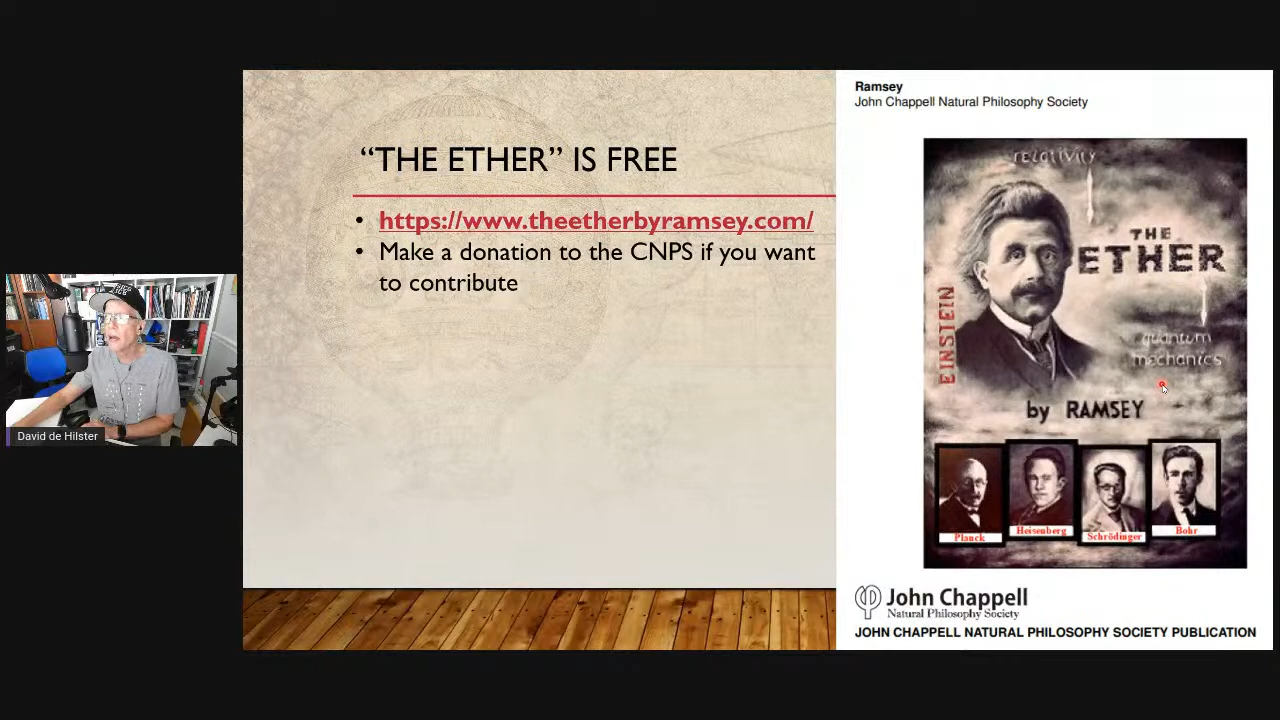 "THE ETHER" IS FREE
• https://www.theetherbyramsey.com/
• Make a donation to the CNPS if you want
to contribute
David de Hilster
Ramsey
John Chappell Natural Philosophy Society
relativity
THE
ETHER
EINSTEIN
quantum
mechanics
by RAMSEY
Planck
Heisenberg
Schrödinger
Bohr
John Chappell
Natural Philosophy Society
JOHN CHAPPELL NATURAL PHILOSOPHY SOCIETY PUBLICATION